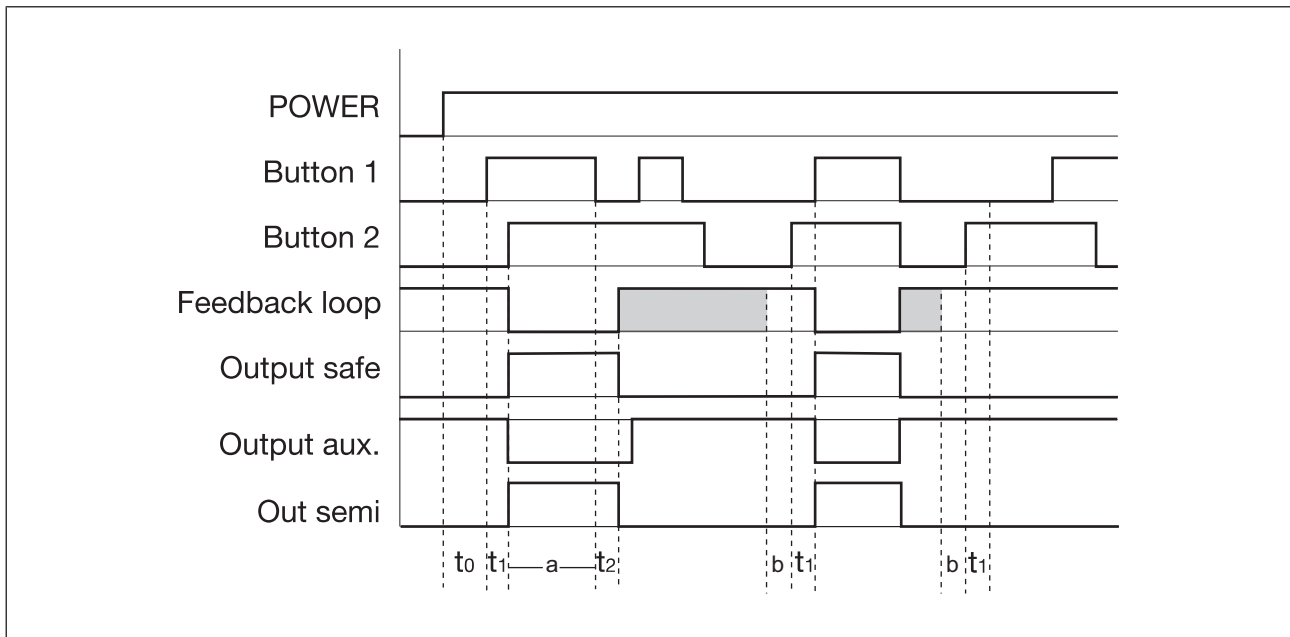 POWER
Button 1
Button 2
Feedback loop
Output safe
Output aux.
Out semi
t0 t1 a t2 b t1 b t1